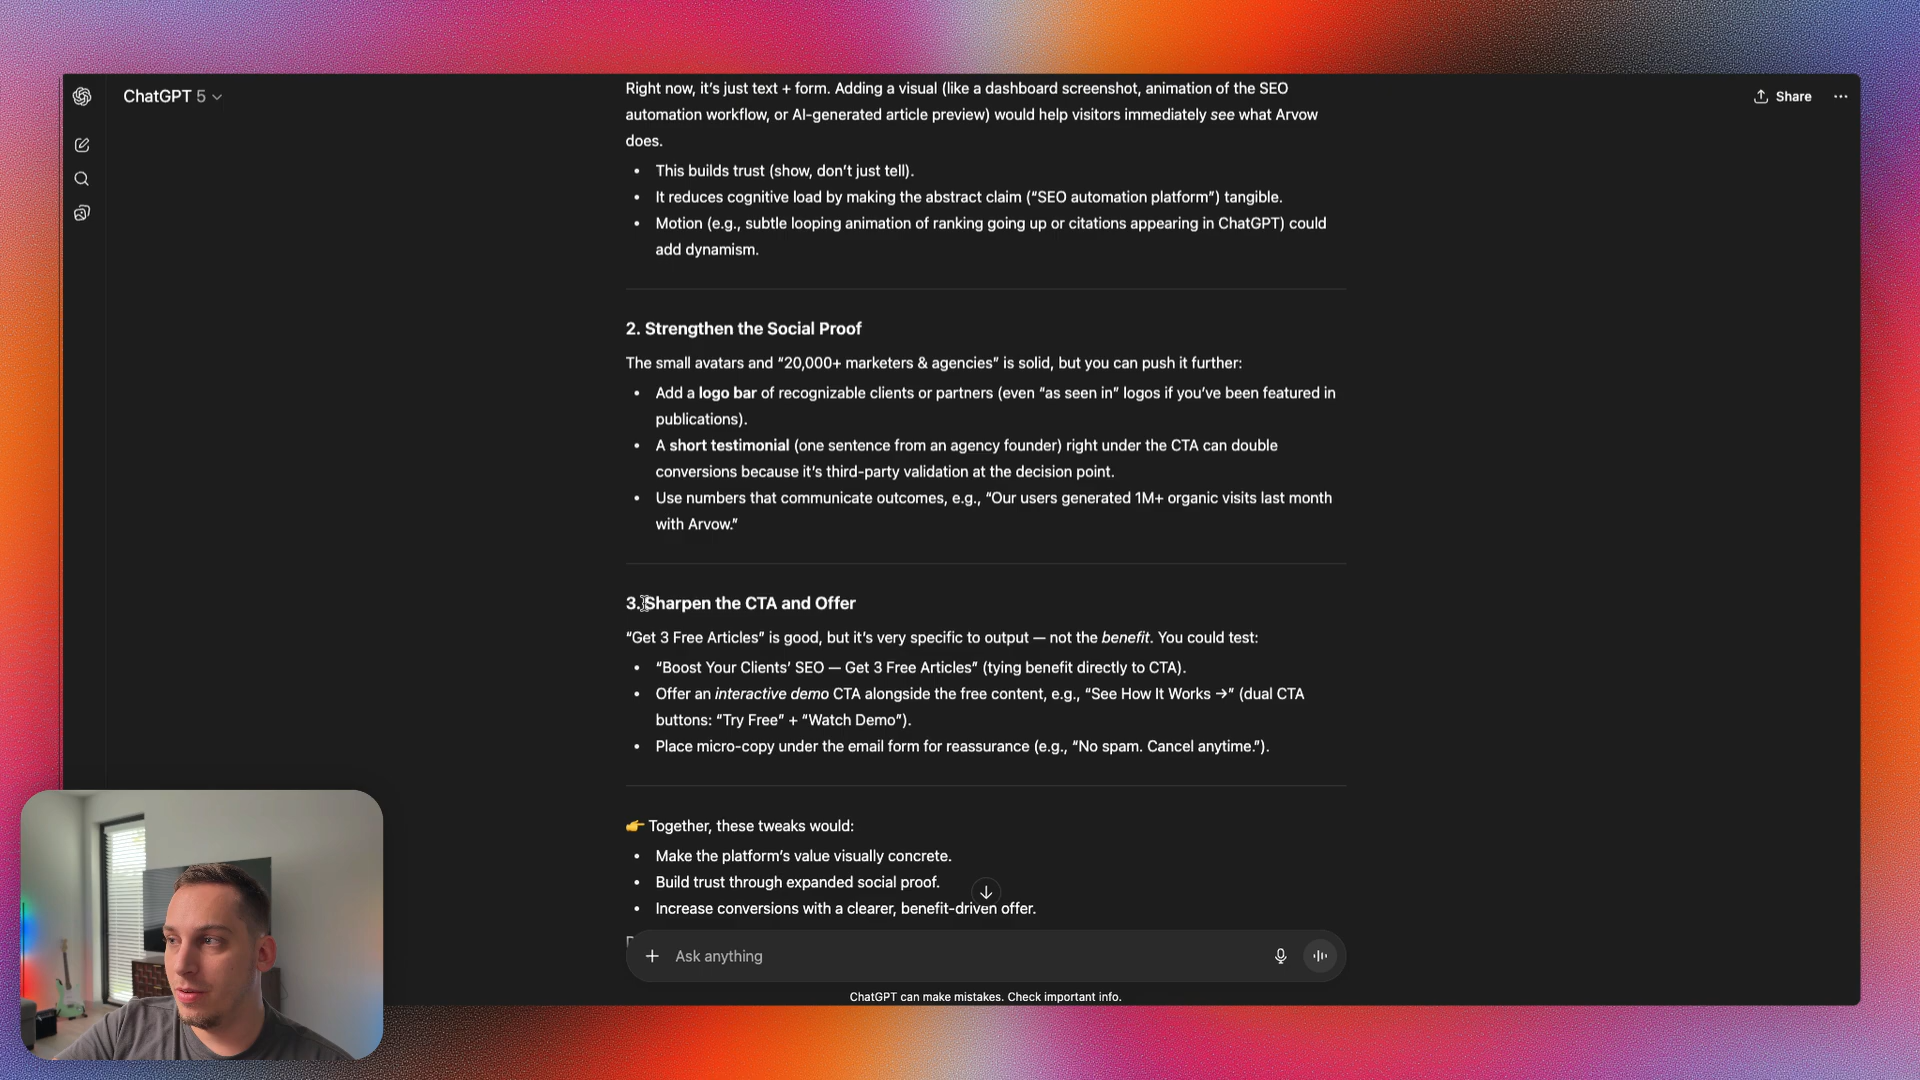 ChatGPT 5
Share
Right now, it's just text + form. Adding a visual (like a dashboard screenshot, animation of the SEO
automation workflow, or AI-generated article preview) would help visitors immediately see what Arvow
does.
• This builds trust (show, don't just tell).
• It reduces cognitive load by making the abstract claim ("SEO automation platform") tangible.
• Motion (e.g., subtle looping animation of ranking going up or citations appearing in ChatGPT) could
add dynamism.
2. Strengthen the Social Proof
The small avatars and "20,000+ marketers & agencies" is solid, but you can push it further:
• Add a logo bar of recognizable clients or partners (even "as seen in" logos if you've been featured in
publications).
• A short testimonial (one sentence from an agency founder) right under the CTA can double
conversions because it's third-party validation at the decision point.
• Use numbers that communicate outcomes, e.g., "Our users generated 1M+ organic visits last month
with Arvow."
3. Sharpen the CTA and Offer
"Get 3 Free Articles" is good, but it's very specific to output — not the benefit. You could test:
• "Boost Your Clients' SEO — Get 3 Free Articles" (tying benefit directly to CTA).
• Offer an interactive demo CTA alongside the free content, e.g., "See How It Works →" (dual CTA
buttons: "Try Free" + "Watch Demo").
• Place micro-copy under the email form for reassurance (e.g., "No spam. Cancel anytime.").
👉 Together, these tweaks would:
• Make the platform's value visually concrete.
• Build trust through expanded social proof.
• Increase conversions with a clearer, benefit-driven offer.
Ask anything
ChatGPT can make mistakes. Check important info.